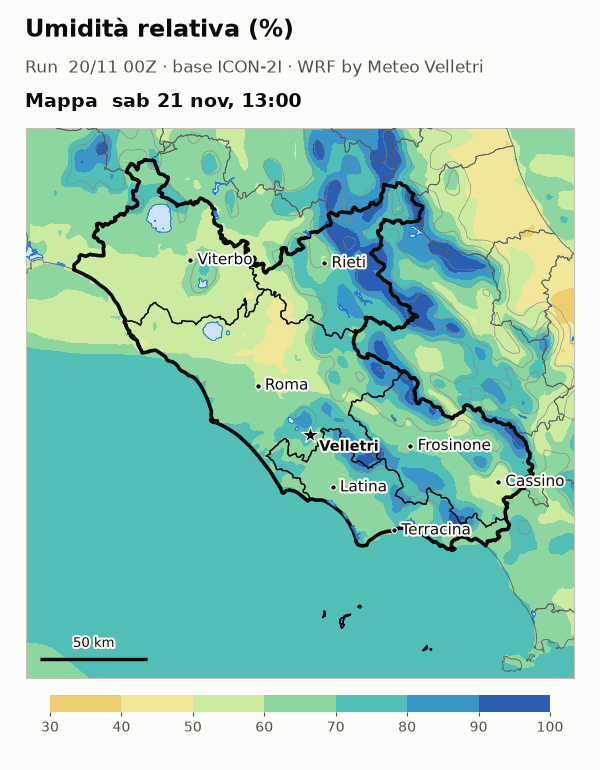 Umidità relativa (%)
Run 20/11 00Z · base ICON-2I · WRF by Meteo Velletri
Mappa sab 21 nov, 13:00
Viterbo
Rieti
Roma
Velletri
Frosinone
Cassino
Latina
Terracina
50 km
30 40 50 60 70 80 90 100